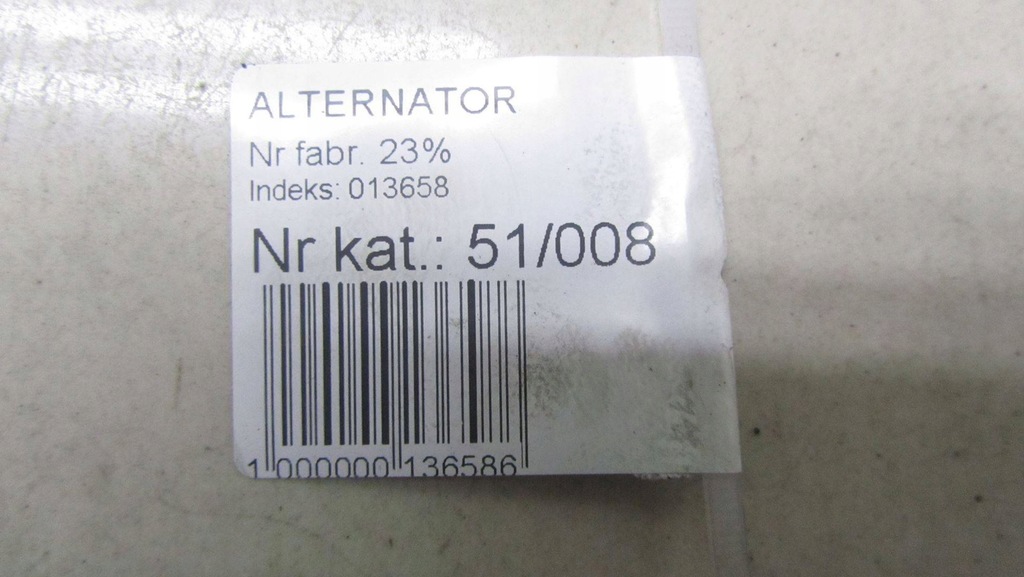 ALTERNATOR
Nr fabr. 23%
Indeks: 013658
Nr kat.: 51/008
1 000000 136586